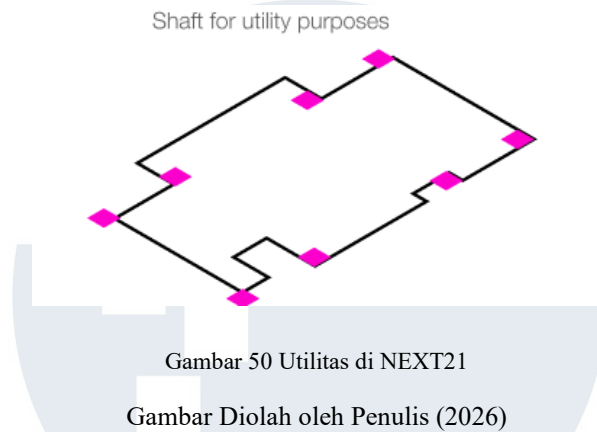 Shaft for utility purposes
Gambar 50 Utilitas di NEXT21
Gambar Diolah oleh Penulis (2026)